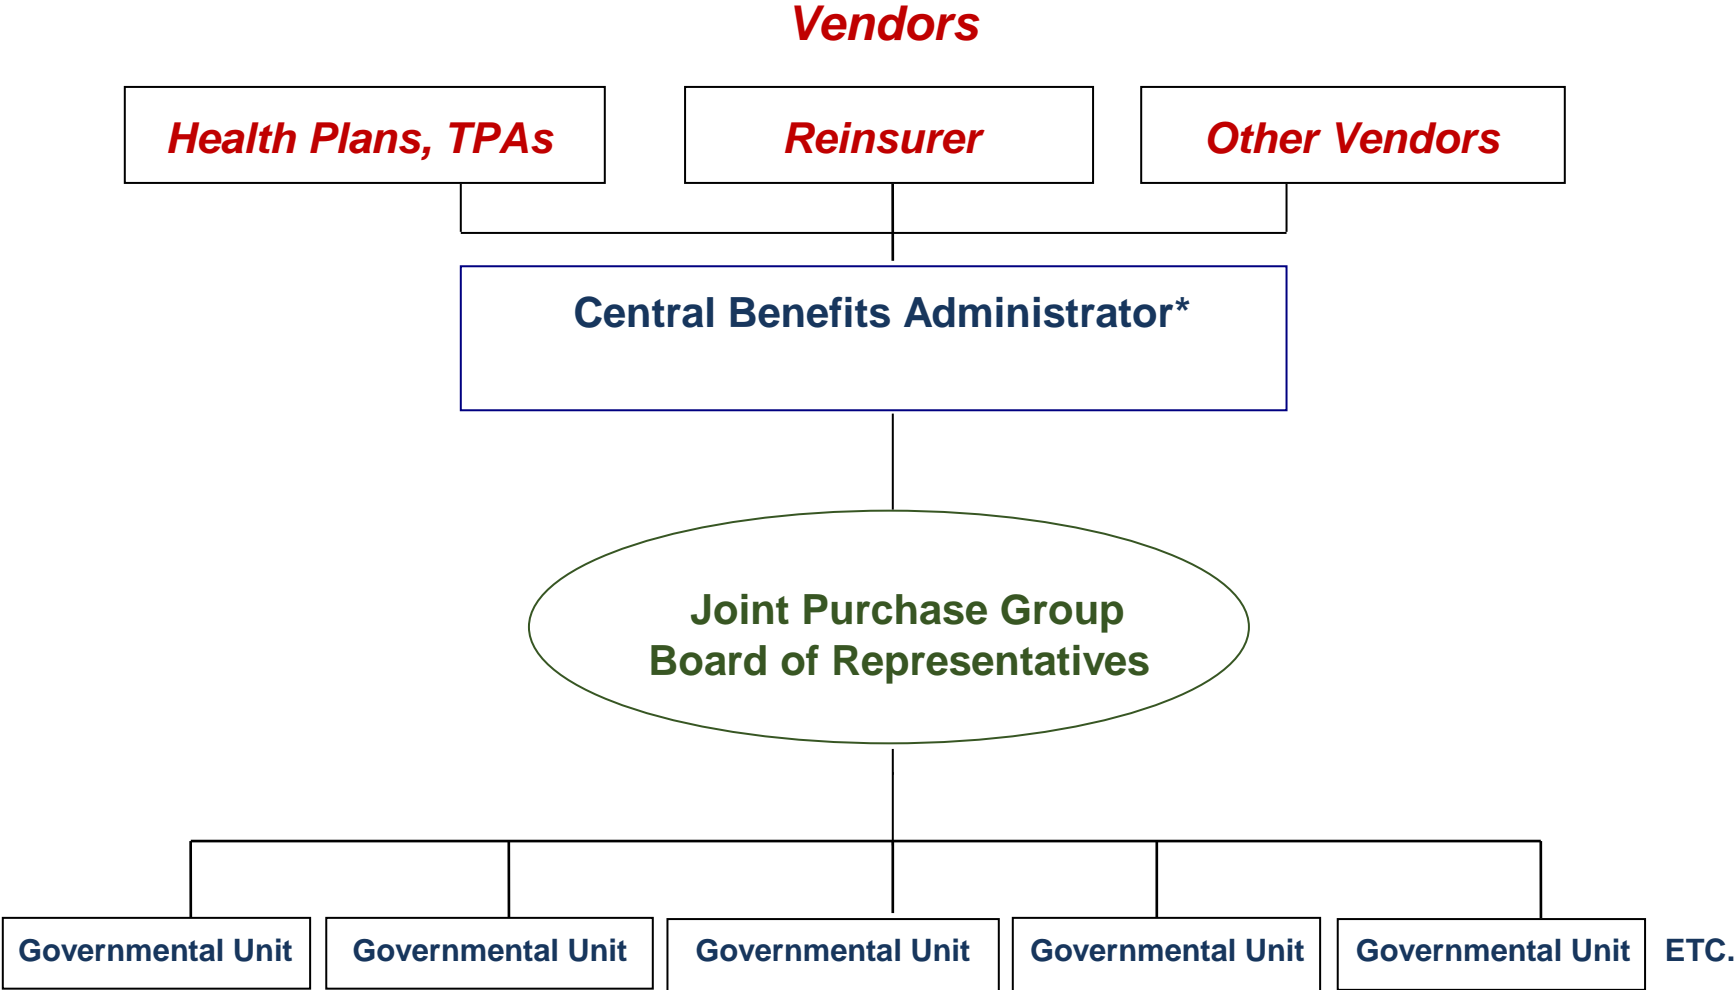 Vendors
Health Plans, TPAs
Reinsurer
Other Vendors
Central Benefits Administrator*
Joint Purchase Group
Board of Representatives
Governmental Unit
Governmental Unit
Governmental Unit
Governmental Unit
Governmental Unit
ETC.